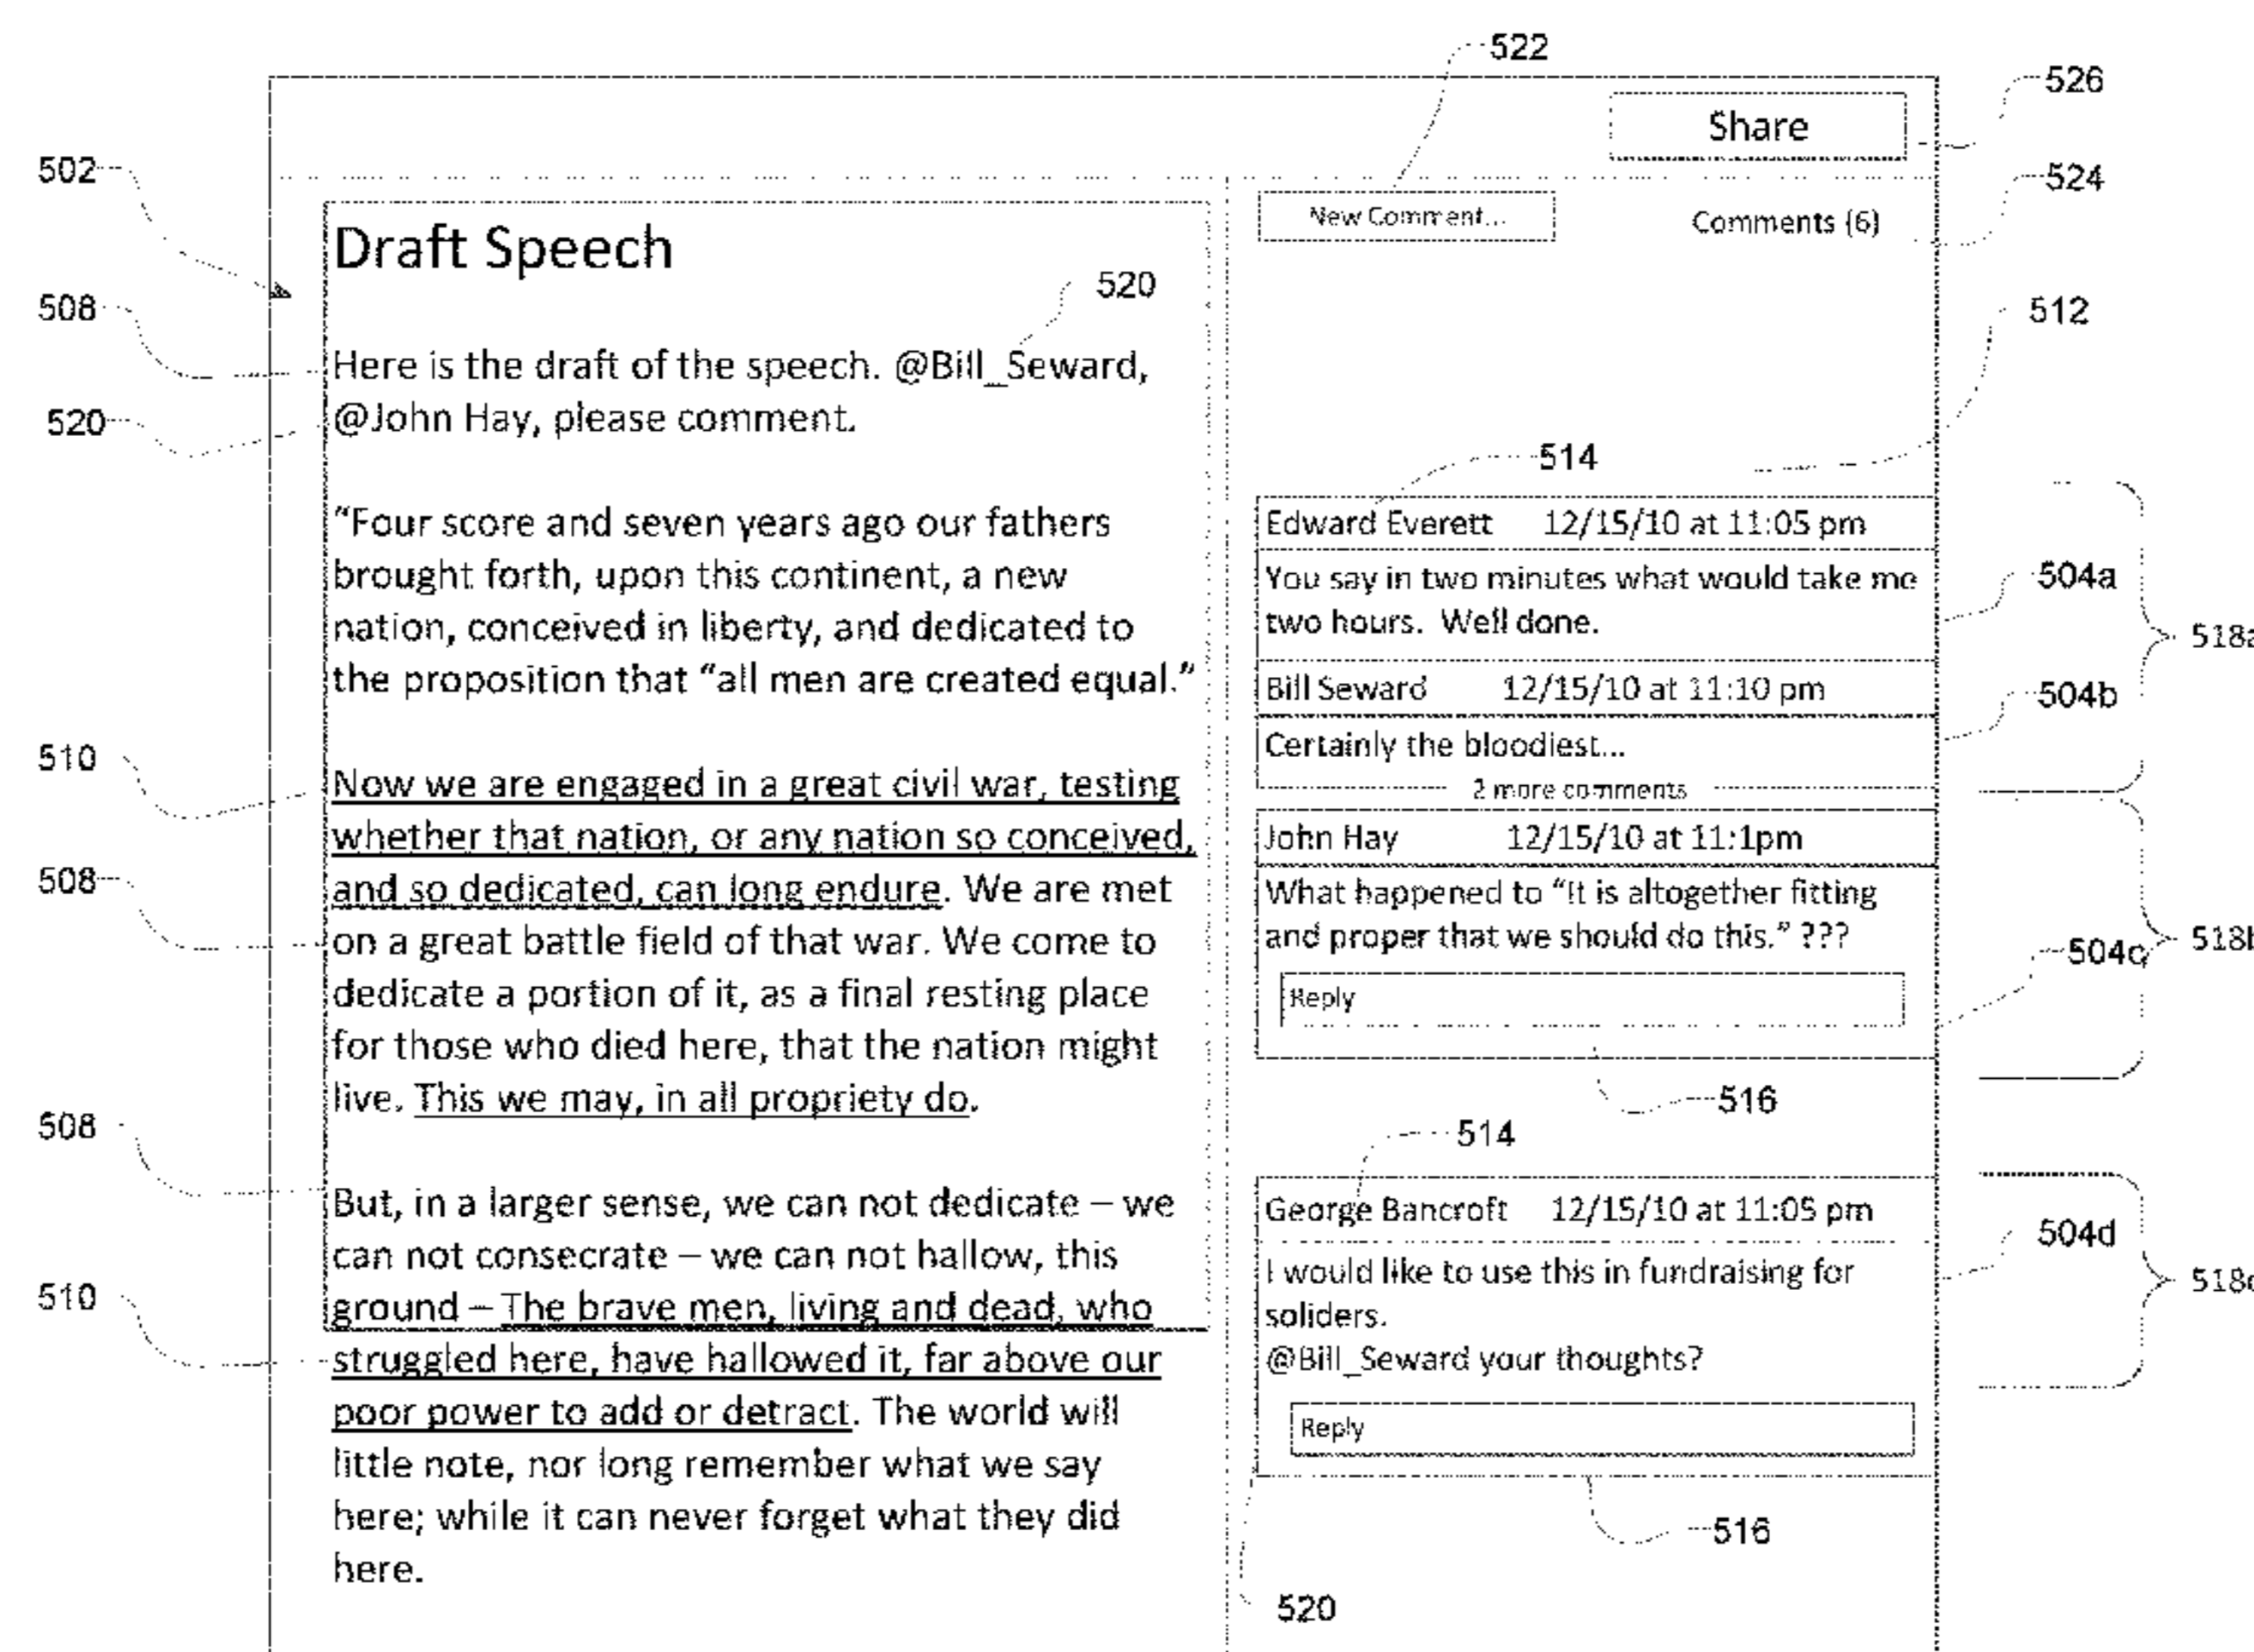 522
526
Share
502
524
New Comment...
Comments (6)
Draft Speech
520
508
512
Here is the draft of the speech. @Bill_Seward,
520
@John Hay, please comment.
514
"Four score and seven years ago our fathers
brought forth, upon this continent, a new
nation, conceived in liberty, and dedicated to
the proposition that "all men are created equal."
Edward Everett 12/15/10 at 11:05 pm
You say in two minutes what would take me
two hours. Well done.
504a
518a
Bill Seward 12/15/10 at 11:10 pm
504b
Certainly the bloodiest...
2 more comments
510
Now we are engaged in a great civil war, testing
whether that nation, or any nation so conceived,
508
and so dedicated, can long endure. We are met
on a great battle field of that war. We come to
dedicate a portion of it, as a final resting place
for those who died here, that the nation might
live. This we may, in all propriety do.
John Hay 12/15/10 at 11:1pm
What happened to "It is altogether fitting
and proper that we should do this." ???
504c
518b
Reply
516
508
514
But, in a larger sense, we can not dedicate – we
can not consecrate – we can not hallow, this
510
ground – The brave men, living and dead, who
struggled here, have hallowed it, far above our
poor power to add or detract. The world will
little note, nor long remember what we say
here; while it can never forget what they did
here.
George Bancroft 12/15/10 at 11:05 pm
504d
I would like to use this in fundraising for
soliders.
@Bill_Seward your thoughts?
Reply
516
520